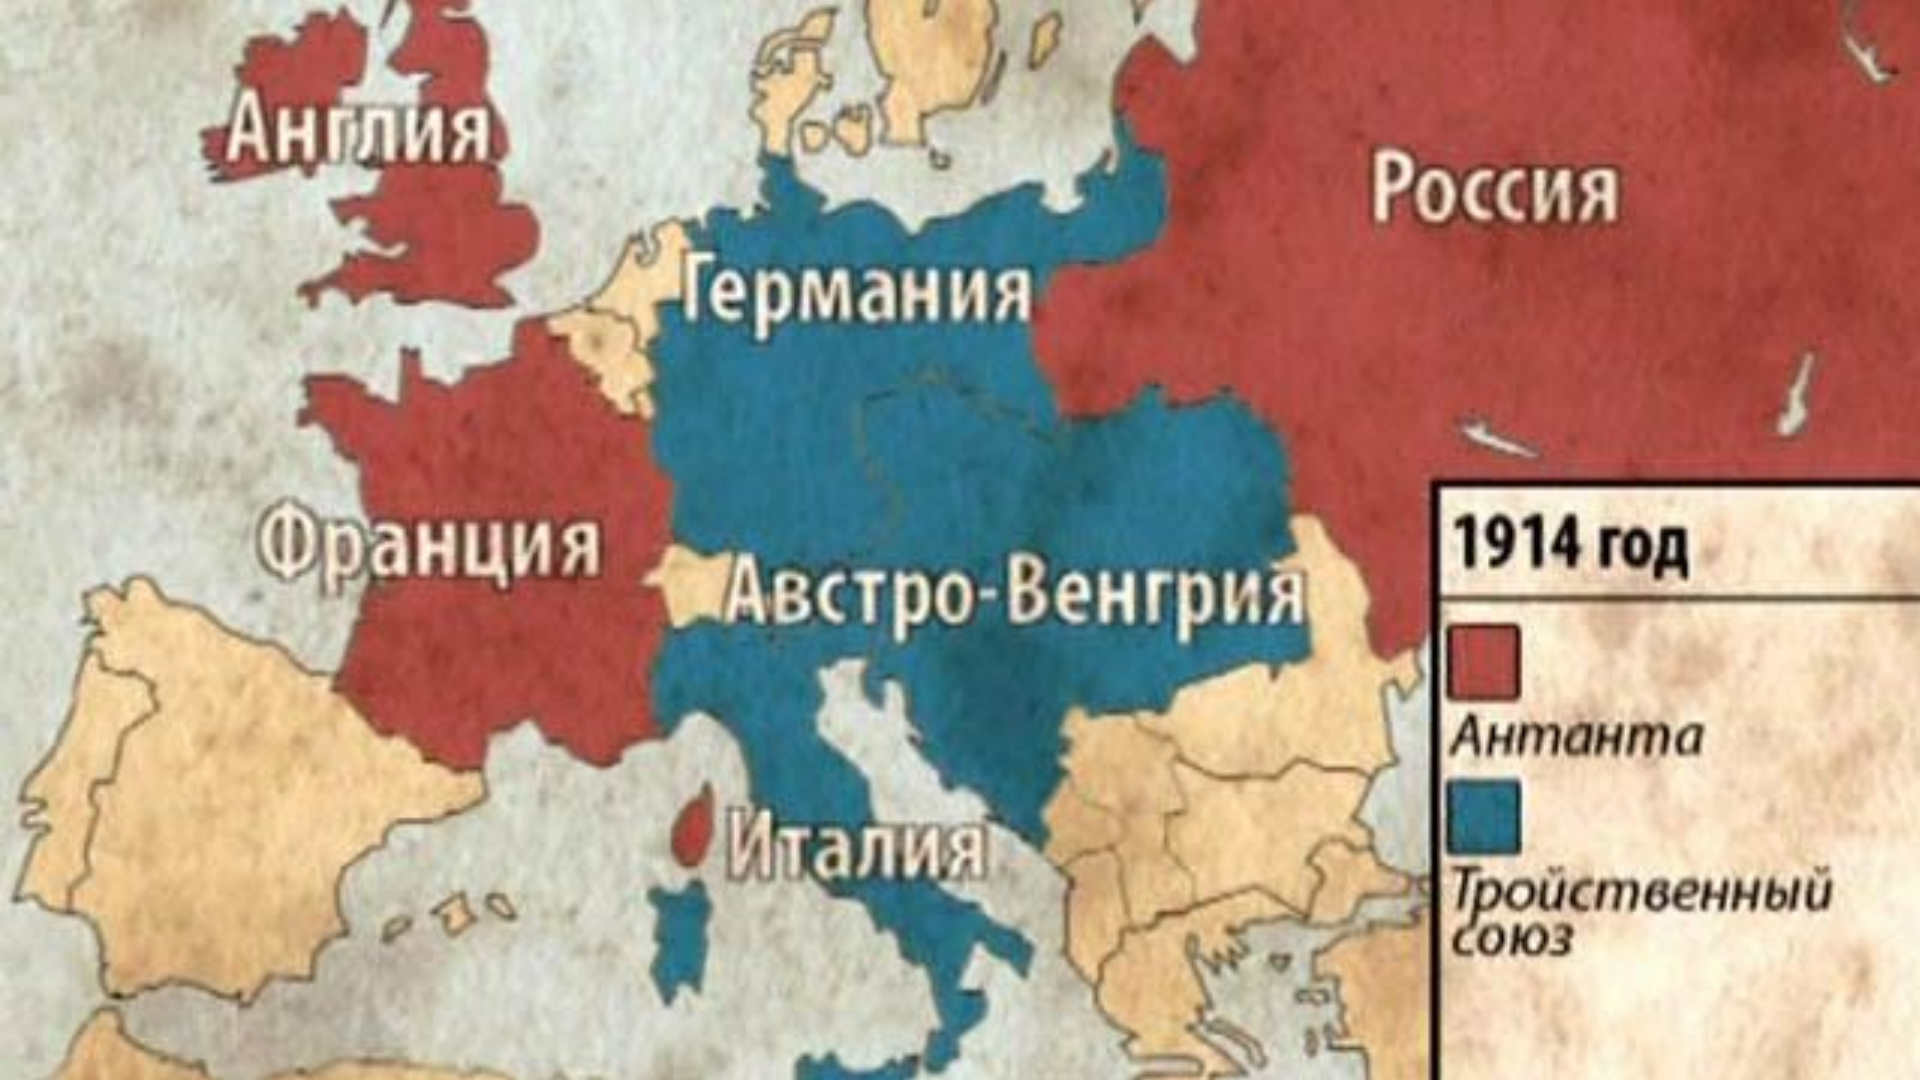 Англия
Россия
Германия
Франция
Австро-Венгрия
Италия
1914 год
Антанта
Тройственный
союз